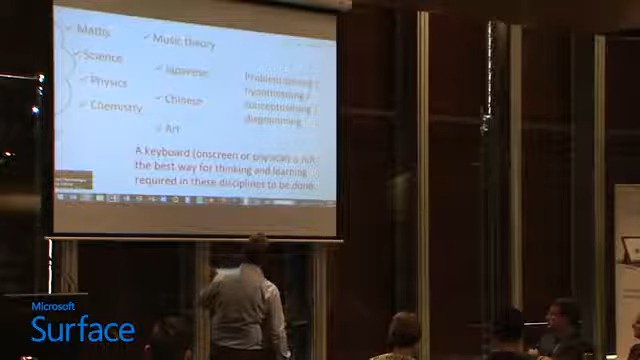 ✓ Maths
✓ Music theory
✓ Science
✓ Japanese
✓ Physics
✓ Chinese
✓ Chemistry
✓ Art
Problem solving /
hypothesising /
diagramming
A keyboard (onscreen or physical) is not
the best way for thinking and learning
required in these disciplines to be done.
Microsoft
Surface